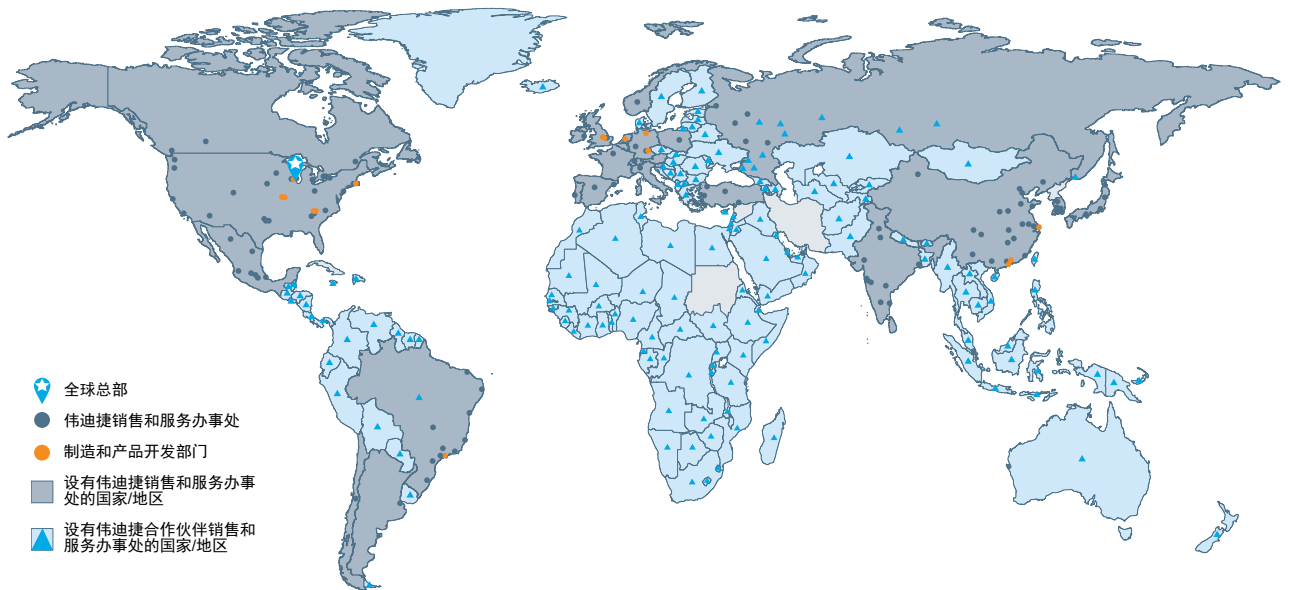 全球总部
伟迪捷销售和服务办事处
制造和产品开发部门
设有伟迪捷销售和服务办事
处的国家/地区
设有伟迪捷合作伙伴销售和
服务办事处的国家/地区